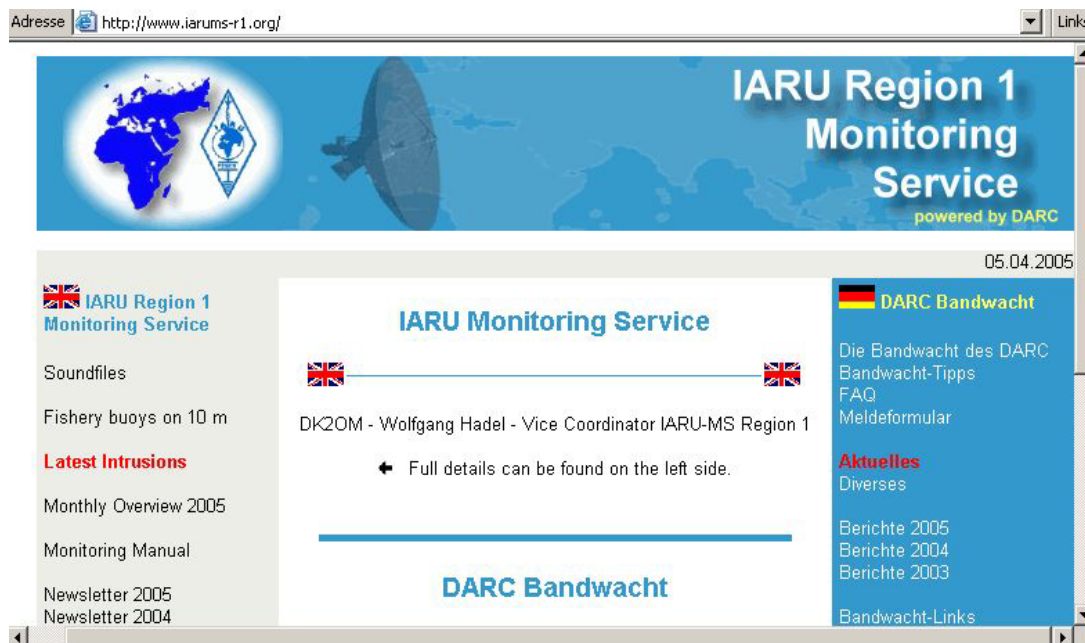 Adresse http://www.iarums-r1.org/ Links
IARU Region 1
Monitoring
Service
powered by DARC
05.04.2005
IARU Region 1
Monitoring Service
Soundfiles
Fishery buoys on 10 m
Latest Intrusions
Monthly Overview 2005
Monitoring Manual
Newsletter 2005
Newsletter 2004
IARU Monitoring Service
DK2OM - Wolfgang Hadel - Vice Coordinator IARU-MS Region 1
Full details can be found on the left side.
DARC Bandwacht
DARC Bandwacht
Die Bandwacht des DARC
Bandwacht-Tipps
FAQ
Meldeformular
Aktuelles
Diverses
Berichte 2005
Berichte 2004
Berichte 2003
Bandwacht-Links